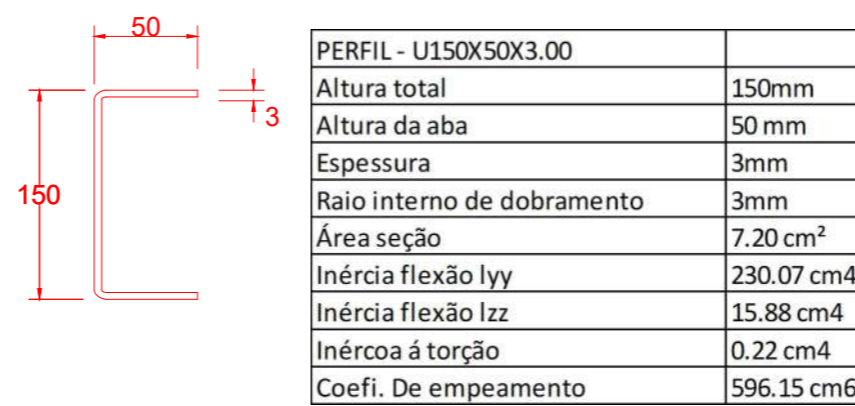 50
3
150
PERFIL - U150X50X3.00
Altura total 150mm
Altura da aba 50 mm
Espessura 3mm
Raio interno de dobramento 3mm
Área seção 7.20 cm²
Inércia flexão lyy 230.07 cm4
Inércia flexão lzz 15.88 cm4
Inércoa á torção 0.22 cm4
Coefi. De empeamento 596.15 cm6